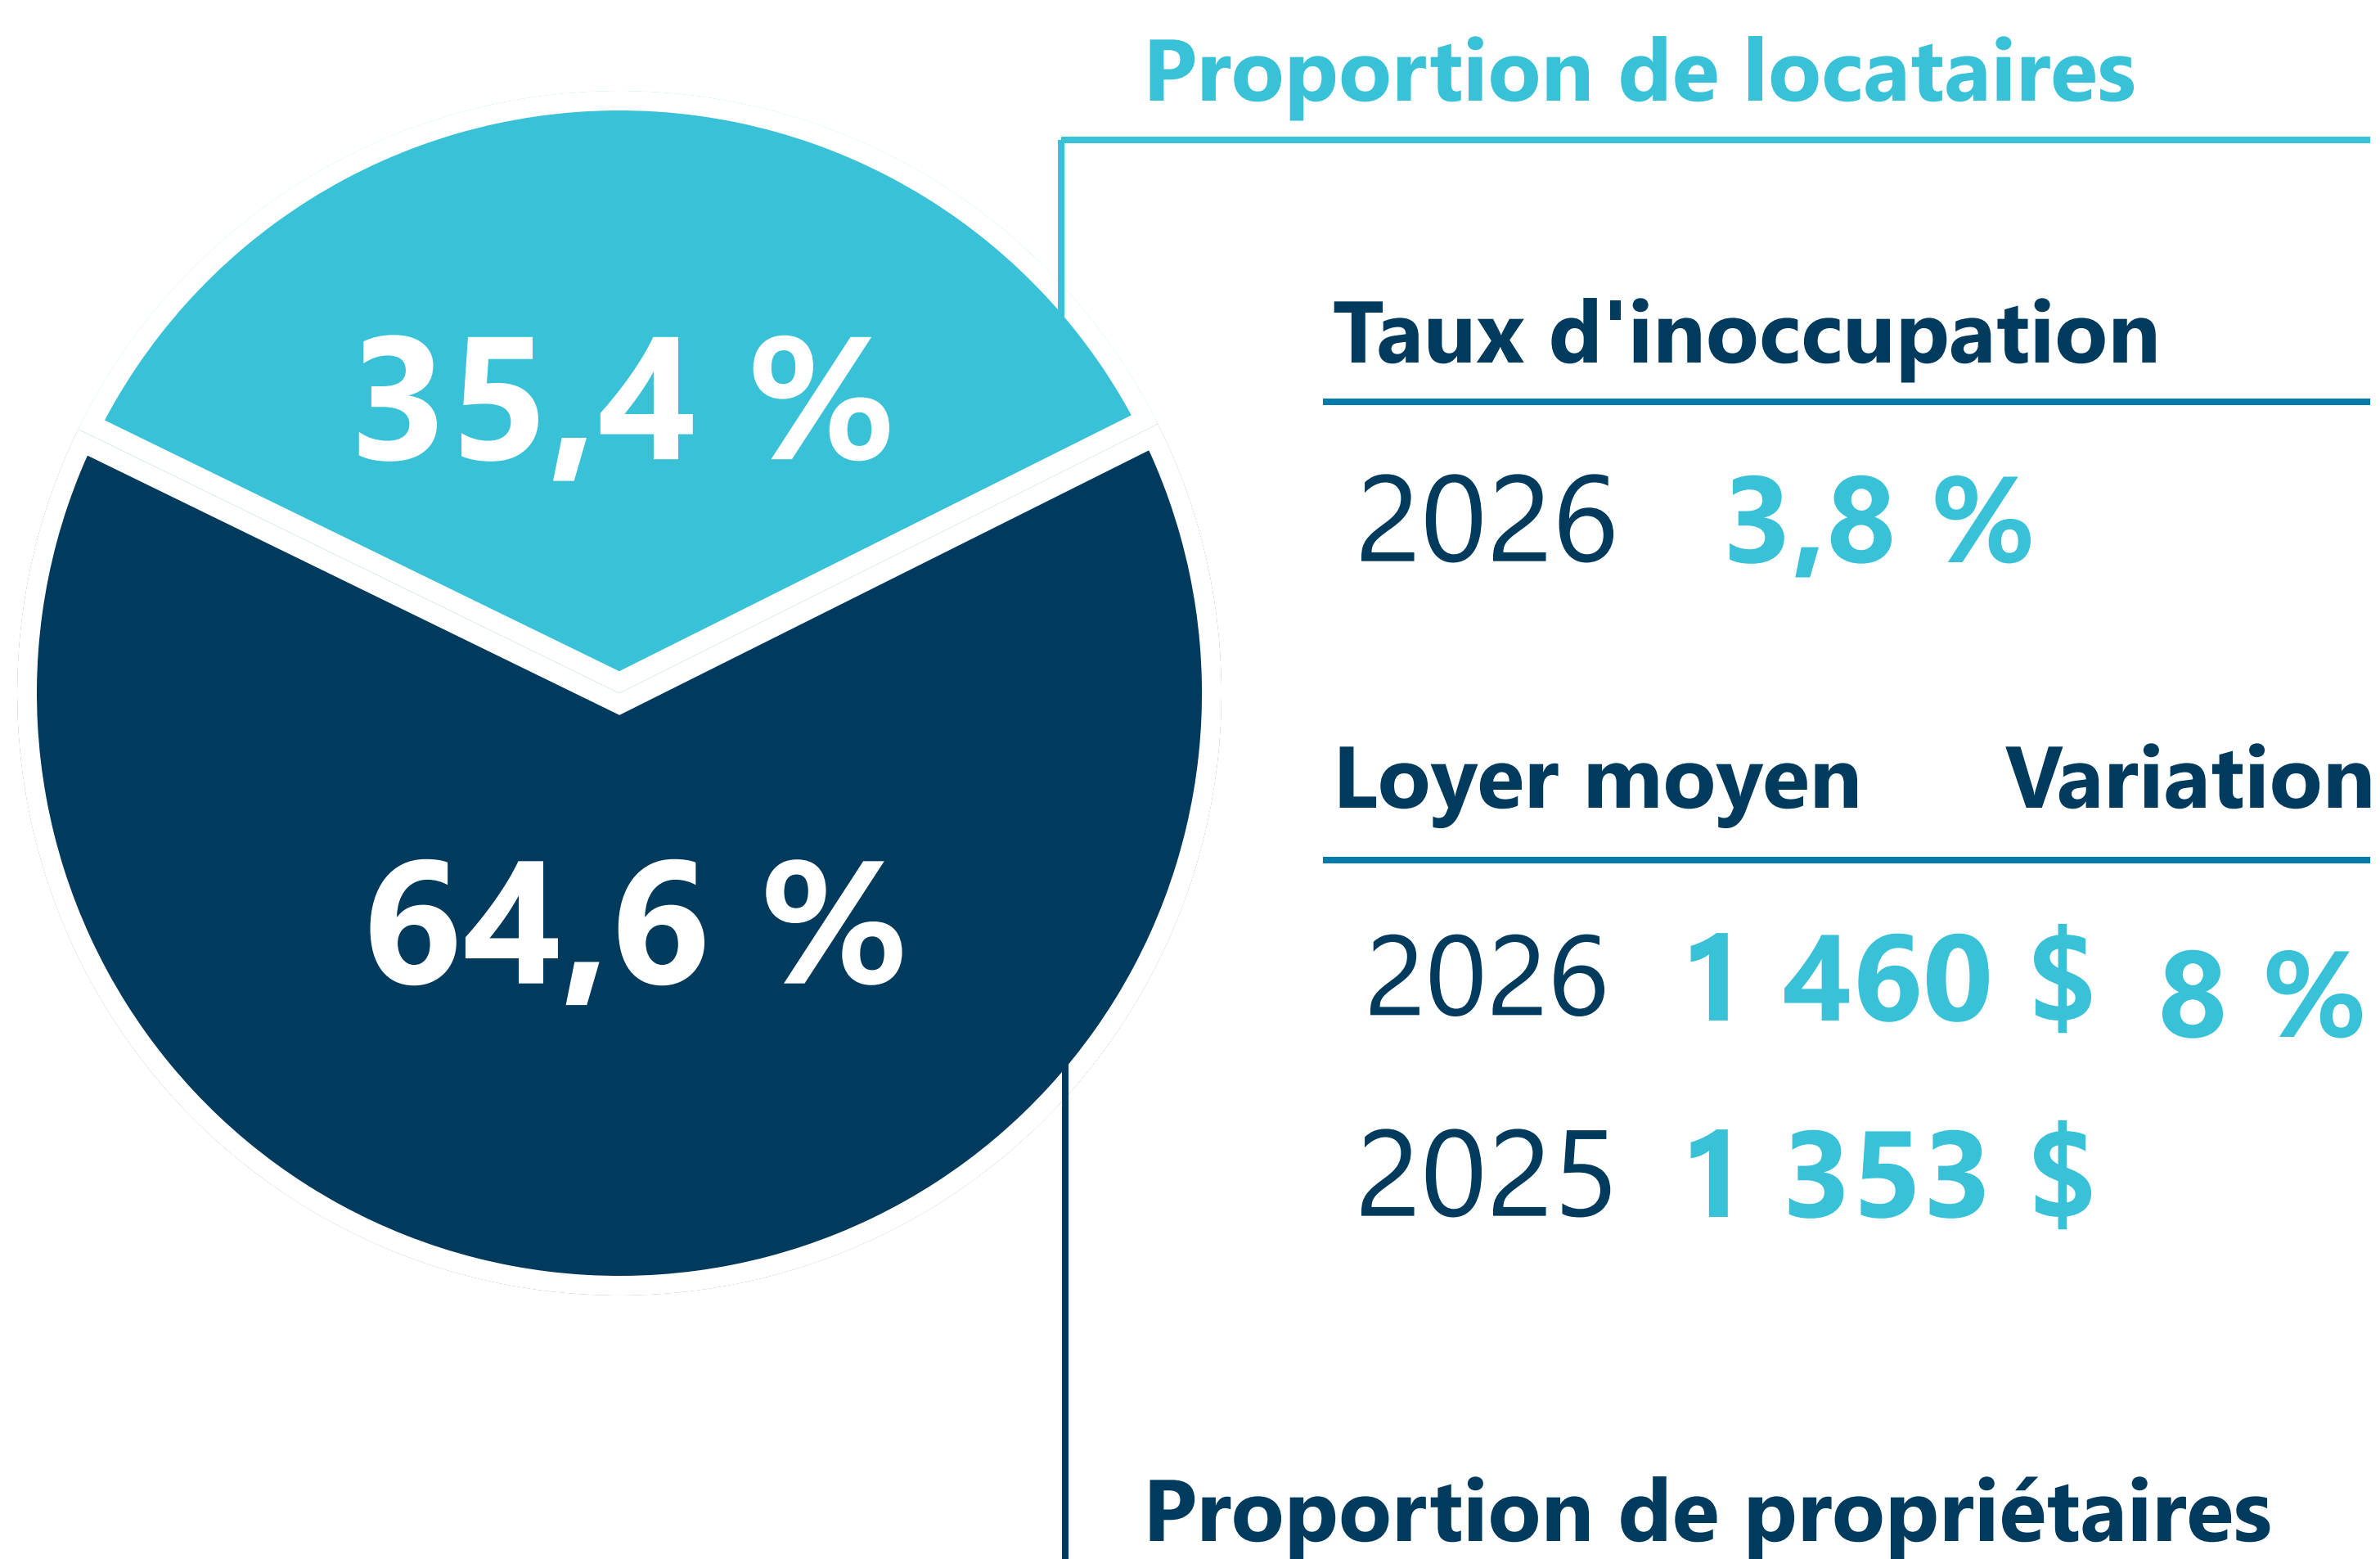 Proportion de locataires
35,4 %
Taux d'inoccupation
2026 3,8 %
64,6 %
Loyer moyen Variation
2026 1 460 $ 8 %
2025 1 353 $
Proportion de propriétaires